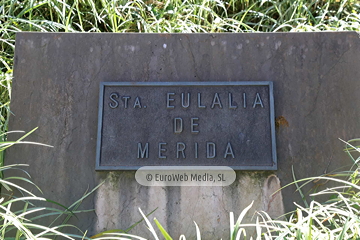 STA. EULALIA
DE
MERIDA
© EuroWeb Media, SL